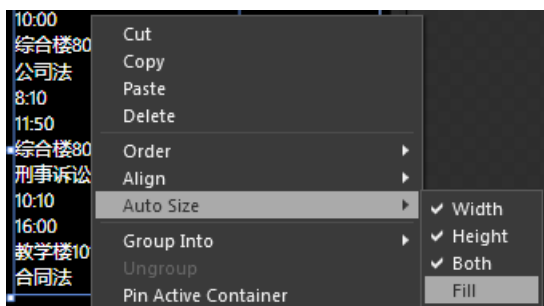 10:00
综合楼80
公司法
8:10
11:50
综合楼80
刑事诉讼
10:10
16:00
教学楼10
合同法
Cut
Copy
Paste
Delete
Order
Align
Auto Size
Group Into
Ungroup
Pin Active Container
Width
Height
Both
Fill